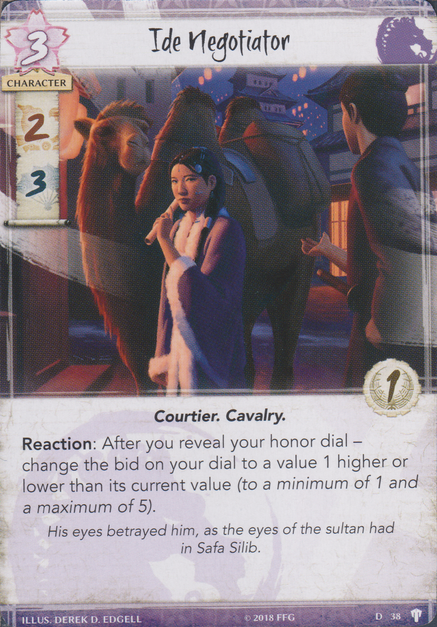 3
Ide Negotiator
CHARACTER
2
3
1
Courtier. Cavalry.
Reaction: After you reveal your honor dial –
change the bid on your dial to a value 1 higher or
lower than its current value (to a minimum of 1 and
a maximum of 5).
His eyes betrayed him, as the eyes of the sultan had
in Safa Silib.
ILLUS. DEREK D. EDGELL
© 2018 FFG
D 38